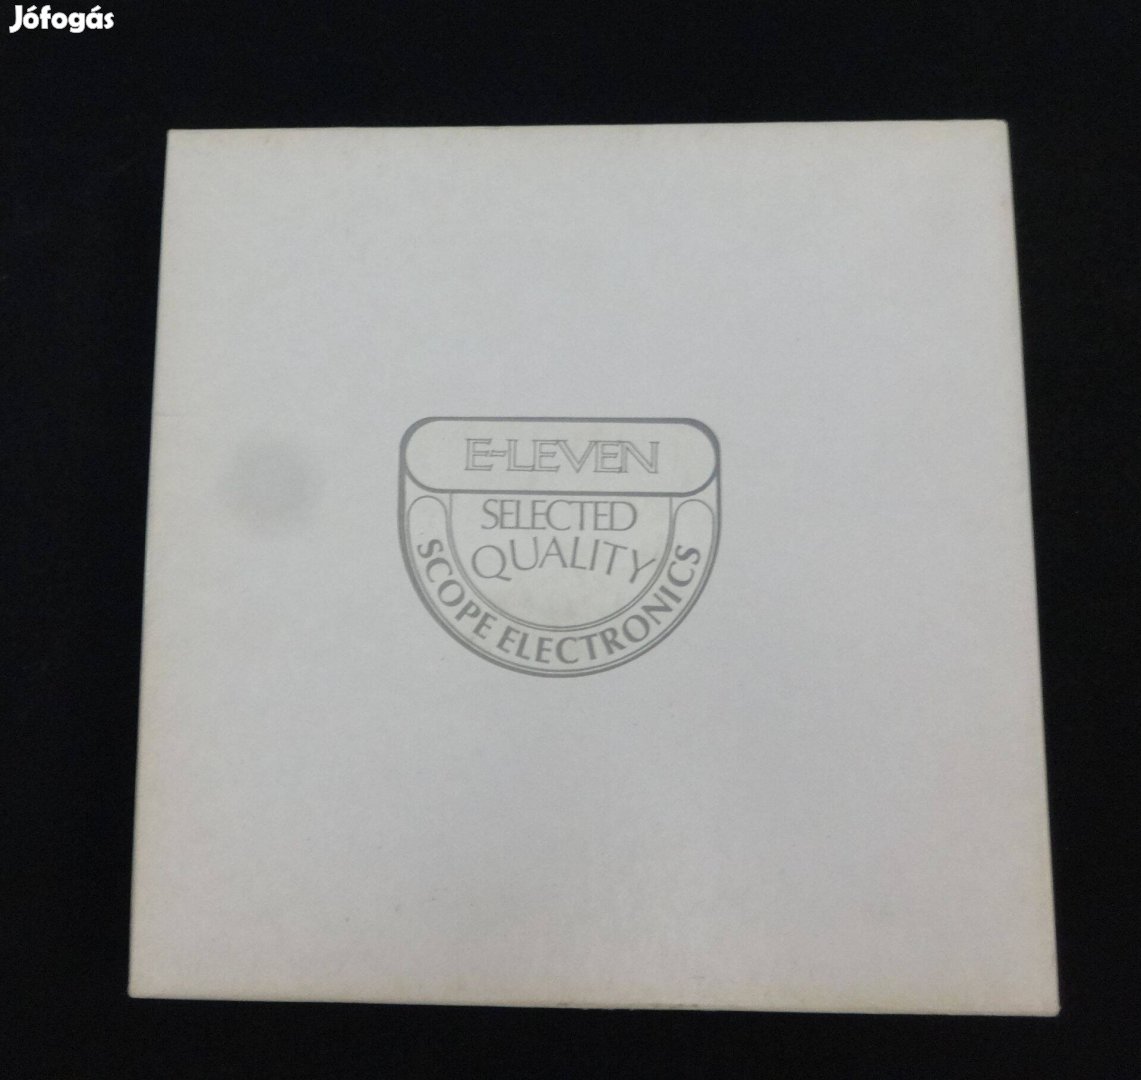 Jófogás
E-LEVEN
SELECTED
QUALITY
SCOPE ELECTRONICS